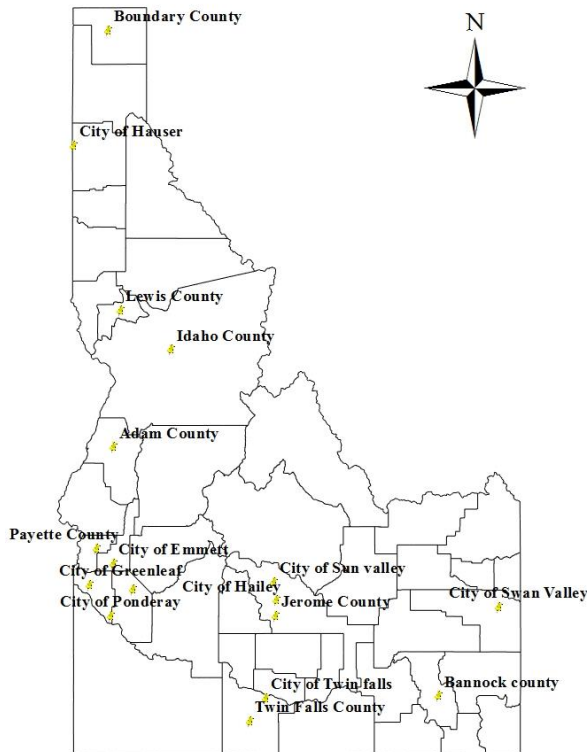 Boundary County
N
City of Hauser
Lewis County
Idaho County
Adam County
Payette County
City of Emmett
City of Greenleaf
City of Sun valley
City of Hailey
City of Ponderay
Jerome County
City of Swan Valley
City of Twin falls
Bannock county
Twin Falls County